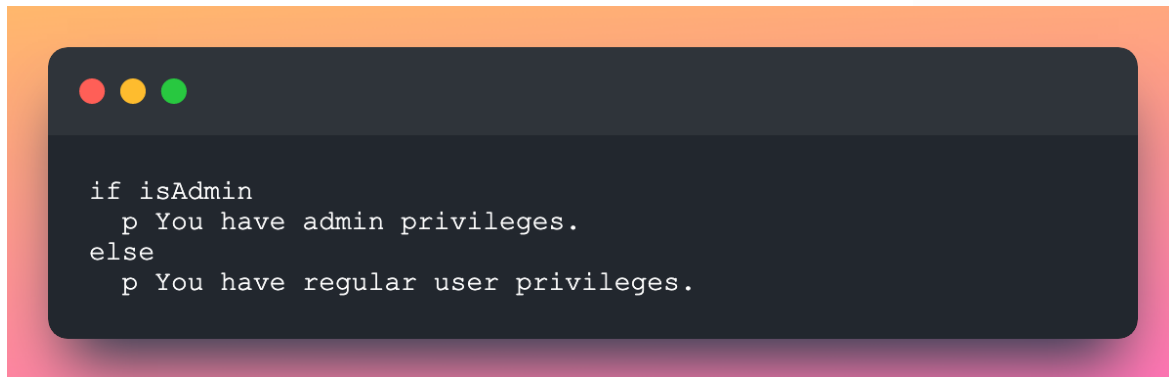 if isAdmin
  p You have admin privileges.
else
  p You have regular user privileges.